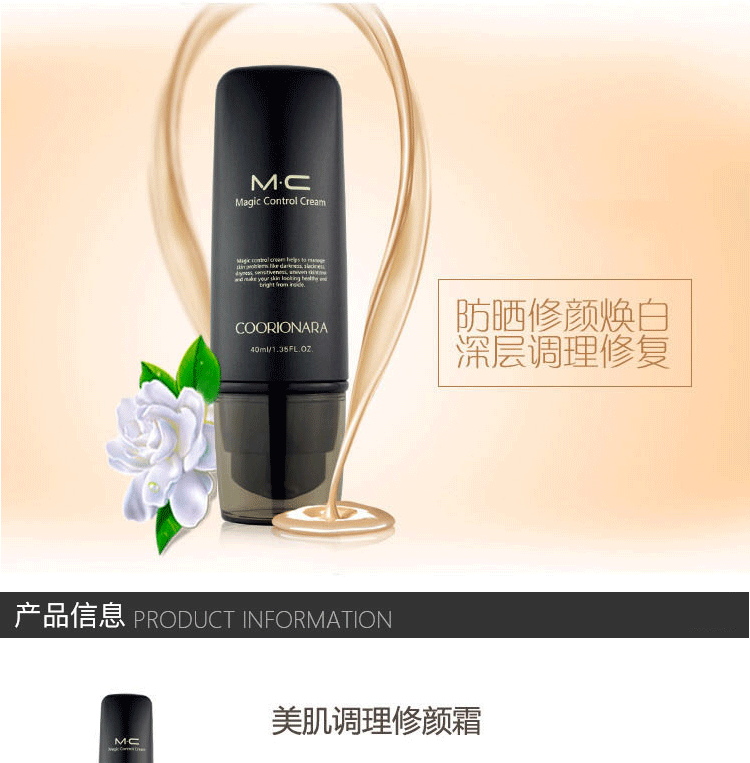 M·C
Magic Control Cream
Magic control cream helps to manage
skin problems like darkness, slackness,
dryness, sensitiveness, uneven skintone
and make your skin looking healthy and
bright from inside.
COORIONARA
40ml/1.35FL.OZ.
防晒修颜焕白
深层调理修复
产品信息 PRODUCT INFORMATION
美肌调理修颜霜
M·C
Magic Control Cream